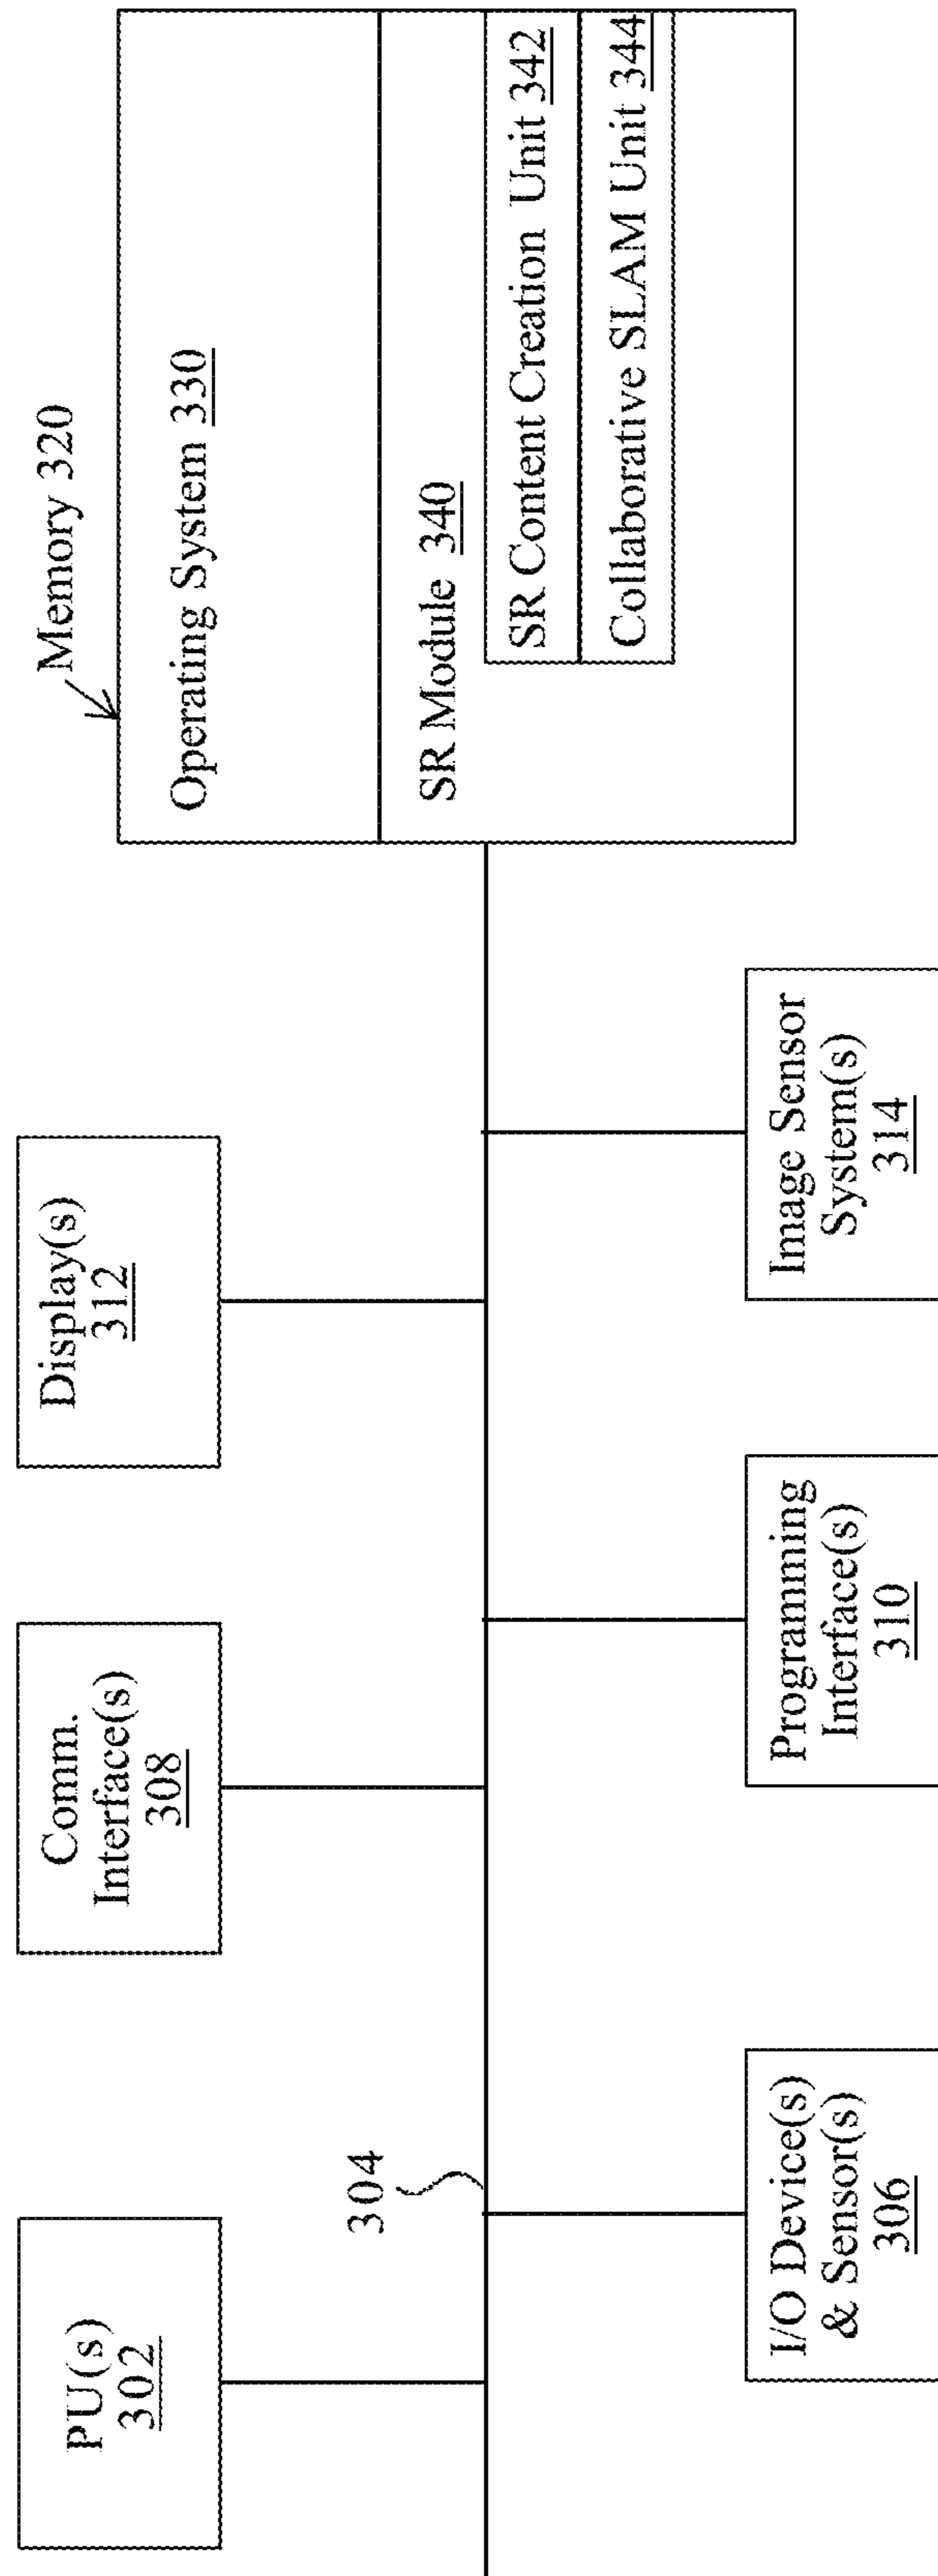 PU(s)
302
Comm.
Interface(s)
308
Display(s)
312
Memory 320
Operating System 330
SR Module 340
SR Content Creation Unit 342
Collaborative SLAM Unit 344
304
I/O Device(s)
& Sensor(s)
306
Programming
Interface(s)
310
Image Sensor
System(s)
314